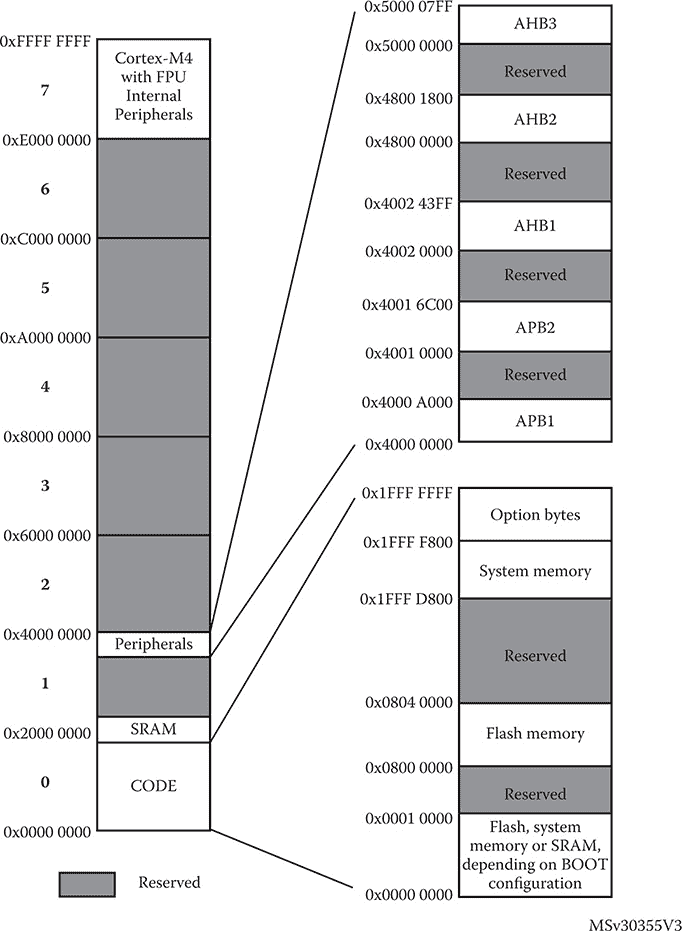 0xFFFF FFFF
Cortex-M4
with FPU
Internal
Peripherals
7
0xE000 0000
6
0xC000 0000
5
0xA000 0000
4
0x8000 0000
3
0x6000 0000
2
0x4000 0000
Peripherals
1
SRAM
0x2000 0000
0
CODE
0x0000 0000
Reserved
0x5000 07FF
AHB3
0x5000 0000
Reserved
0x4800 1800
AHB2
0x4800 0000
Reserved
0x4002 43FF
AHB1
0x4002 0000
Reserved
0x4001 6C00
APB2
0x4001 0000
Reserved
0x4000 A000
APB1
0x4000 0000
0x1FFF FFFF
Option bytes
0x1FFF F800
System memory
0x1FFF D800
Reserved
0x0804 0000
Flash memory
0x0800 0000
Reserved
0x0001 0000
Flash, system
memory or SRAM,
depending on BOOT
configuration
0x0000 0000
MSv30355V3